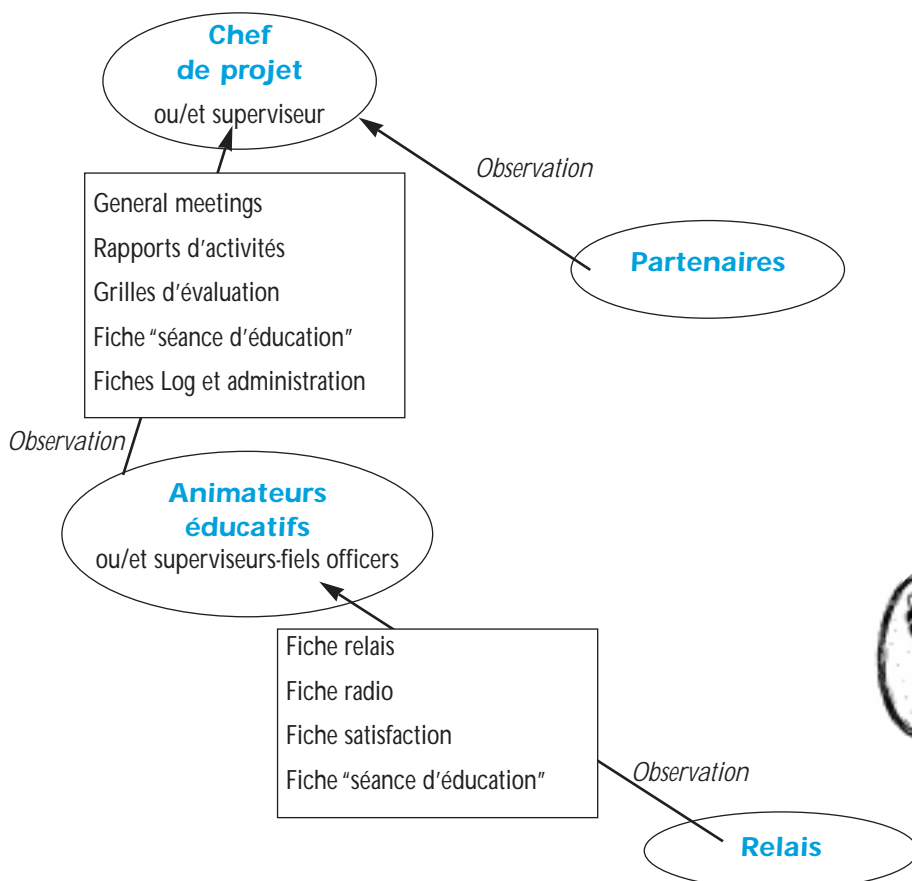 Chef
de projet
ou/et superviseur
Observation
General meetings
Rapports d'activités
Grilles d'évaluation
Fiche "séance d'éducation"
Fiches Log et administration
Partenaires
Observation
Animateurs
éducatifs
ou/et superviseurs-fiels officers
Fiche relais
Fiche radio
Fiche satisfaction
Fiche "séance d'éducation"
Observation
Relais